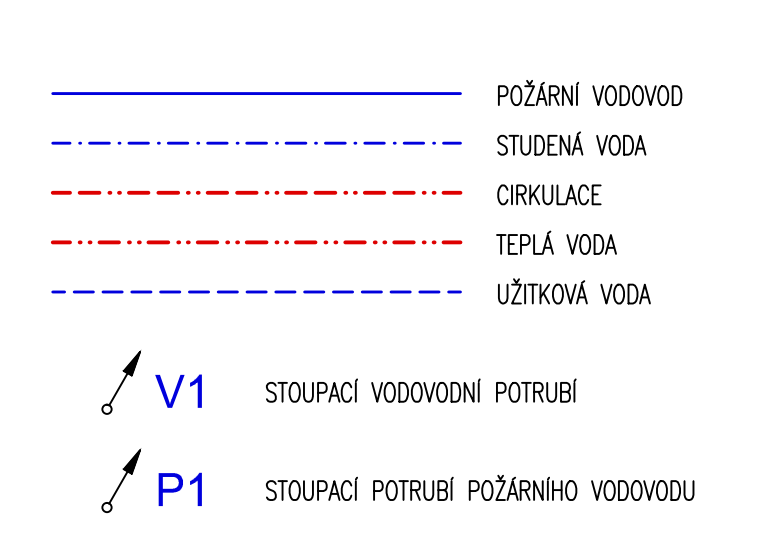 POŽÁRNÍ VODOVOD
STUDENÁ VODA
CIRKULACE
TEPLÁ VODA
UŽITKOVÁ VODA
V1 STOUPACÍ VODOVODNÍ POTRUBÍ
P1 STOUPACÍ POTRUBÍ POŽÁRNÍHO VODOVODU